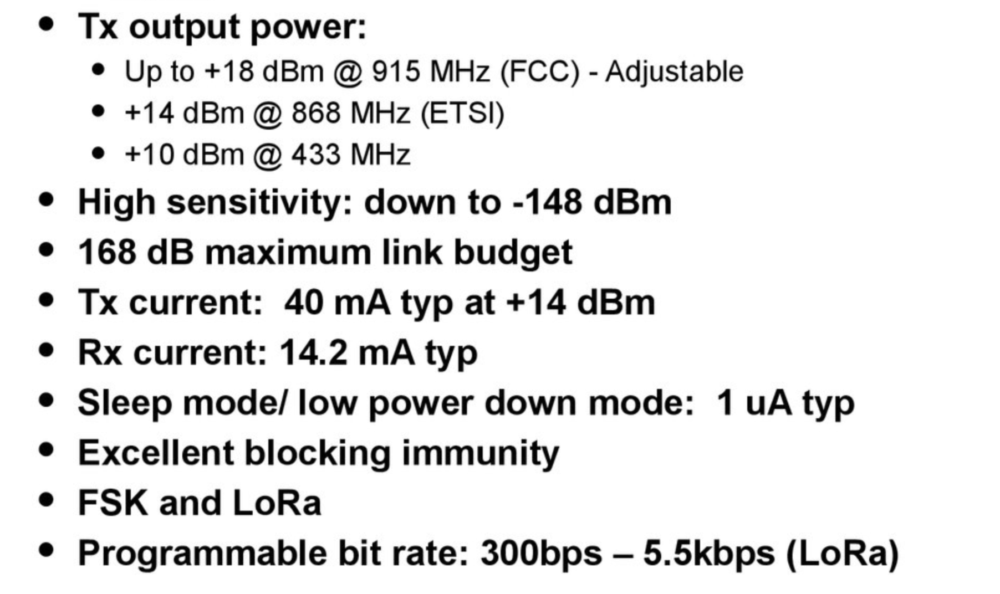 • Tx output power:
• Up to +18 dBm @ 915 MHz (FCC) - Adjustable
• +14 dBm @ 868 MHz (ETSI)
• +10 dBm @ 433 MHz
• High sensitivity: down to -148 dBm
• 168 dB maximum link budget
• Tx current:  40 mA typ at +14 dBm
• Rx current: 14.2 mA typ
• Sleep mode/ low power down mode:  1 uA typ
• Excellent blocking immunity
• FSK and LoRa
• Programmable bit rate: 300bps – 5.5kbps (LoRa)